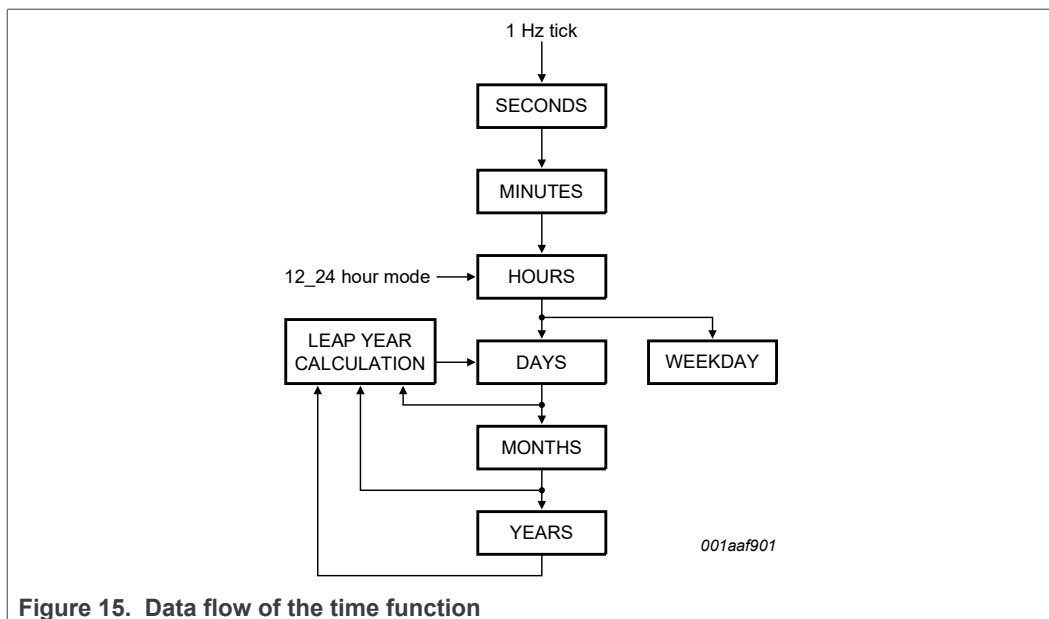 1 Hz tick
SECONDS
MINUTES
12_24 hour mode
HOURS
LEAP YEAR
CALCULATION
DAYS
WEEKDAY
MONTHS
YEARS
001aaf901
Figure 15. Data flow of the time function